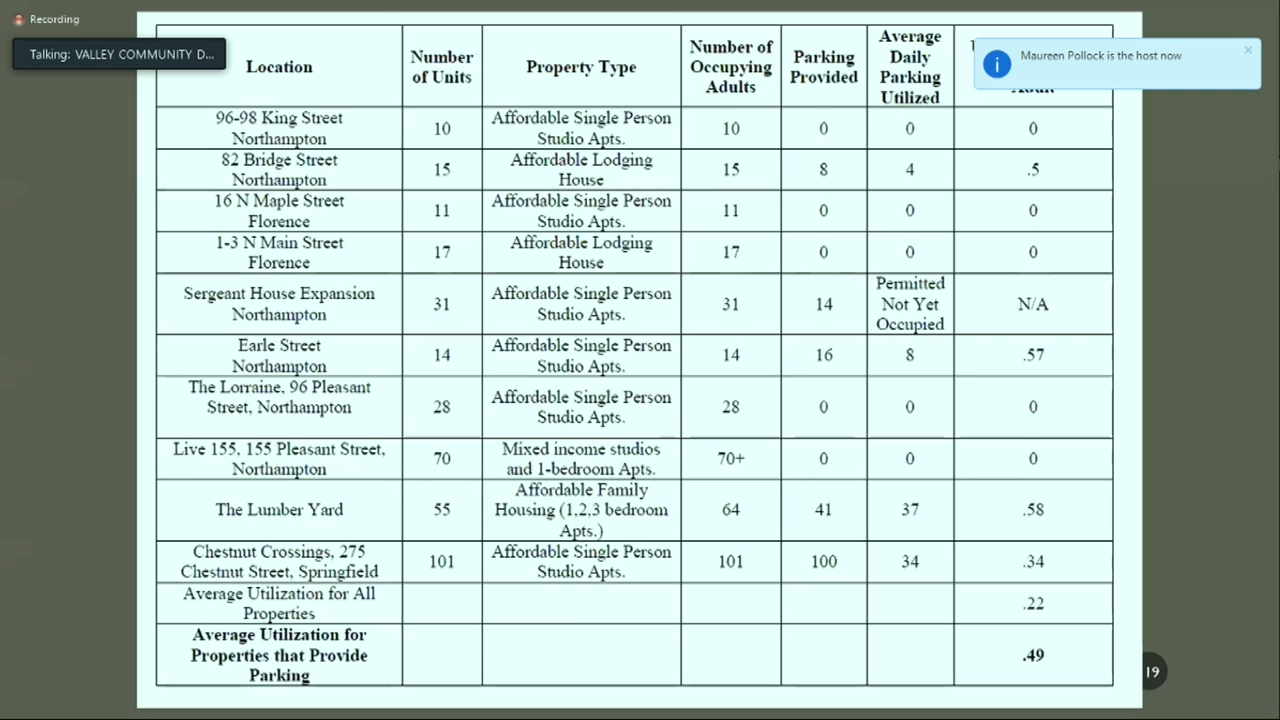 Recording
Talking: VALLEY COMMUNITY D...
Maureen Pollock is the host now
Location
Number
of Units
Property Type
Number of
Occupying
Adults
Parking
Provided
Average
Daily
Parking
Utilized
96-98 King Street
Northampton
10
Affordable Single Person
Studio Apts.
10
0
0
0
82 Bridge Street
Northampton
15
Affordable Lodging
House
15
8
4
.5
16 N Maple Street
Florence
11
Affordable Single Person
Studio Apts.
11
0
0
0
1-3 N Main Street
Florence
17
Affordable Lodging
House
17
0
0
0
Sergeant House Expansion
Northampton
31
Affordable Single Person
Studio Apts.
31
14
Permitted
Not Yet
Occupied
N/A
Earle Street
Northampton
14
Affordable Single Person
Studio Apts.
14
16
8
.57
The Lorraine, 96 Pleasant
Street, Northampton
28
Affordable Single Person
Studio Apts.
28
0
0
0
Live 155, 155 Pleasant Street,
Northampton
70
Mixed income studios
and 1-bedroom Apts.
70+
0
0
0
The Lumber Yard
55
Affordable Family
Housing (1,2,3 bedroom
Apts.)
64
41
37
.58
Chestnut Crossings, 275
Chestnut Street, Springfield
101
Affordable Single Person
Studio Apts.
101
100
34
.34
Average Utilization for All
Properties
.22
Average Utilization for
Properties that Provide
Parking
.49
19